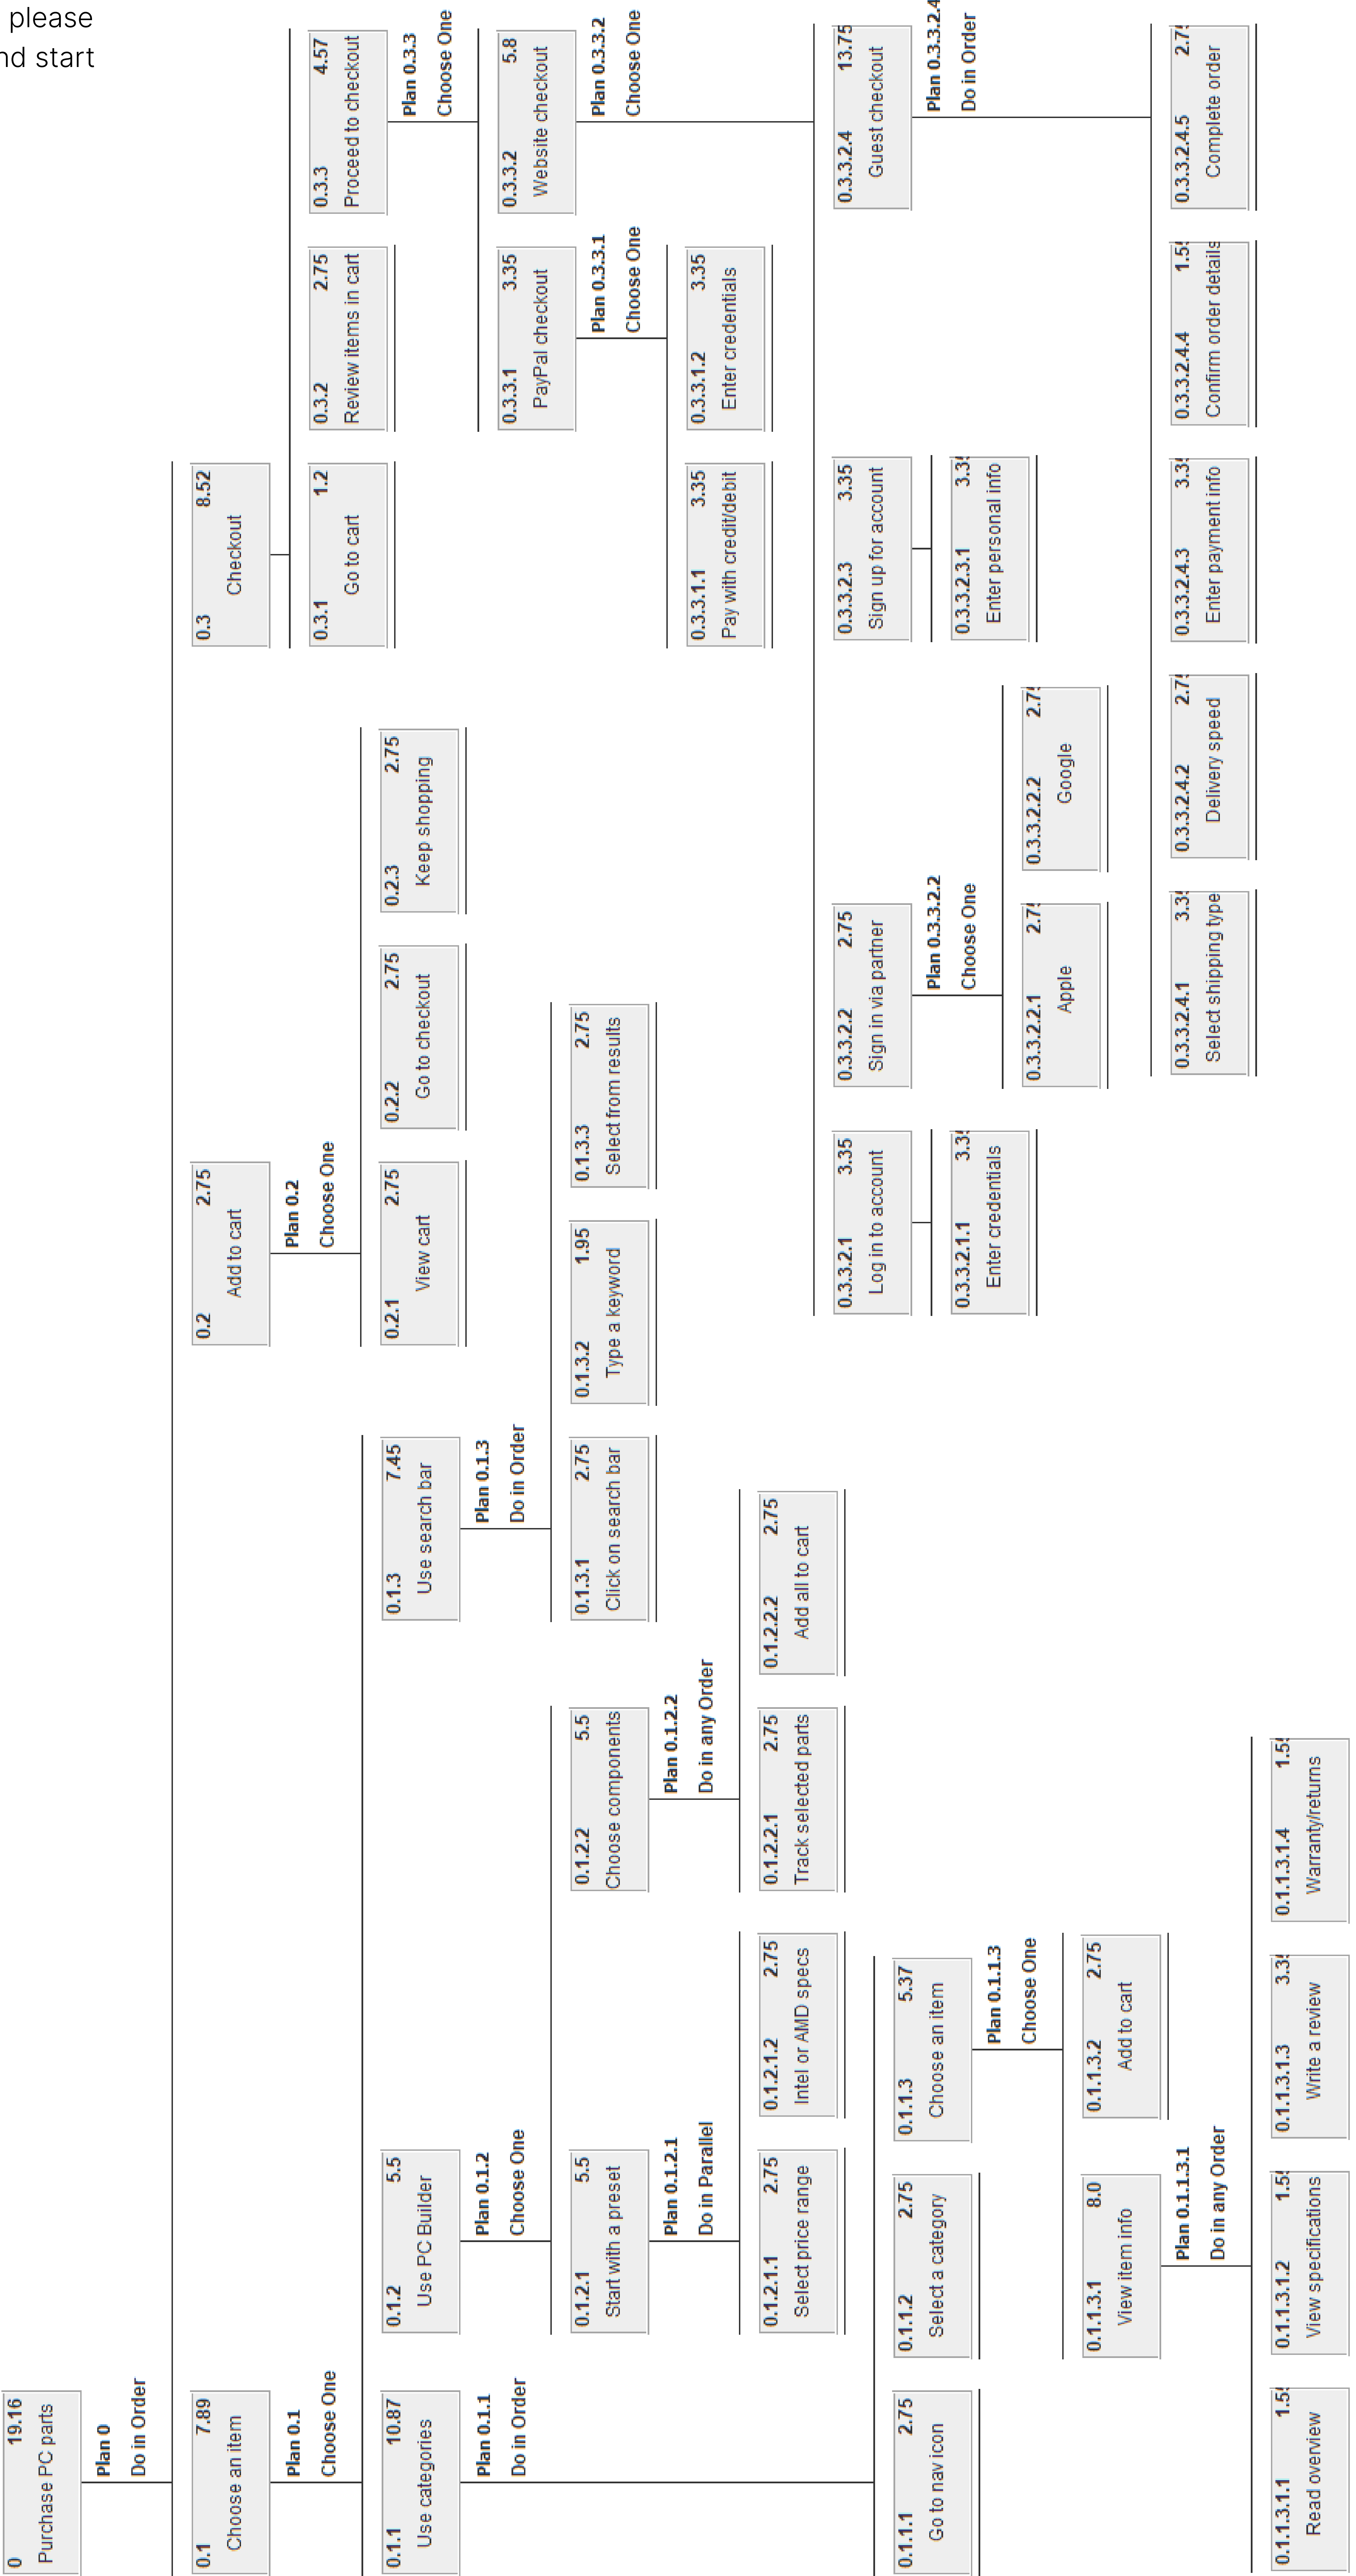 please
nd start
0 19.16
Purchase PC parts
Plan 0
Do in Order
0.1 7.89
Choose an item
Plan 0.1
Choose One
0.2 2.75
Add to cart
Plan 0.2
Choose One
0.3 8.52
Checkout
0.1.1 10.87
Use categories
Plan 0.1.1
Do in Order
0.1.2 5.5
Use PC Builder
Plan 0.1.2
Choose One
0.1.3 7.45
Use search bar
Plan 0.1.3
Do in Order
0.2.1 2.75
View cart
0.2.2 2.75
Go to checkout
0.2.3 2.75
Keep shopping
0.3.1 1.2
Go to cart
0.3.2 2.75
Review items in cart
0.3.3 4.57
Proceed to checkout
Plan 0.3.3
Choose One
0.1.2.1 5.5
Start with a preset
Plan 0.1.2.1
Do in Parallel
0.1.2.2 5.5
Choose components
Plan 0.1.2.2
Do in any Order
0.1.3.1 2.75
Click on search bar
0.1.3.2 1.95
Type a keyword
0.1.3.3 2.75
Select from results
0.3.3.1 3.35
PayPal checkout
Plan 0.3.3.1
Choose One
0.3.3.2 5.8
Website checkout
Plan 0.3.3.2
Choose One
0.1.2.1.1 2.75
Select price range
0.1.2.1.2 2.75
Intel or AMD specs
0.1.2.2.1 2.75
Track selected parts
0.1.2.2.2 2.75
Add all to cart
0.3.3.1.1 3.35
Pay with credit/debit
0.3.3.1.2 3.35
Enter credentials
0.1.1.1 2.75
Go to nav icon
0.1.1.2 2.75
Select a category
0.1.1.3 5.37
Choose an item
Plan 0.1.1.3
Choose One
0.3.3.2.1 3.35
Log in to account
0.3.3.2.2 2.75
Sign in via partner
Plan 0.3.3.2.2
Choose One
0.3.3.2.3 3.35
Sign up for account
0.3.3.2.4 13.75
Guest checkout
Plan 0.3.3.2.4
Do in Order
0.1.1.3.1 8.0
View item info
Plan 0.1.1.3.1
Do in any Order
0.1.1.3.2 2.75
Add to cart
0.3.3.2.1.1 3.3
Enter credentials
0.3.3.2.2.1 2.7
Apple
0.3.3.2.2.2 2.7
Google
0.3.3.2.3.1 3.3
Enter personal info
0.3.3.2.4.1 3.3
Select shipping type
0.3.3.2.4.2 2.7
Delivery speed
0.3.3.2.4.3 3.3
Enter payment info
0.3.3.2.4.4 1.5
Confirm order details
0.3.3.2.4.5 2.7
Complete order
0.1.1.3.1.1 1.5
Read overview
0.1.1.3.1.2 1.5
View specifications
0.1.1.3.1.3 3.3
Write a review
0.1.1.3.1.4 1.5
Warranty/returns